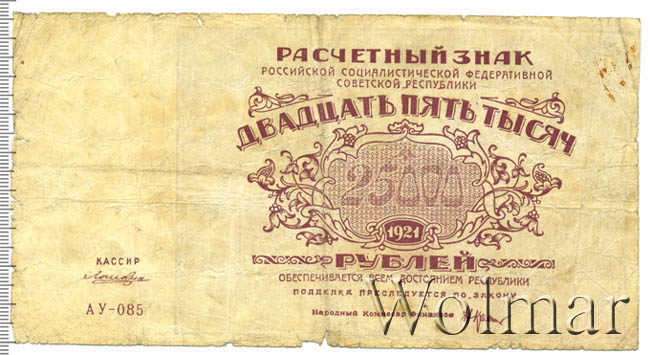 РАСЧЕТНЫЙ ЗНАК
РОССИЙСКОЙ СОЦИАЛИСТИЧЕСКОЙ ФЕДЕРАТИВНОЙ
СОВЕТСКОЙ РЕСПУБЛИКИ
ДВАДЦАТЬ ПЯТЬ ТЫСЯЧ
25000
1921
РУБЛЕЙ
ОБЕСПЕЧИВАЕТСЯ ВСЕМ ДОСТОЯНИЕМ РЕСПУБЛИКИ
ПОДДЕЛКА ПРЕСЛЕДУЕТСЯ ПО ЗАКОНУ
Народный Комиссар Финансов
КАССИР
АУ-085
Wolmar